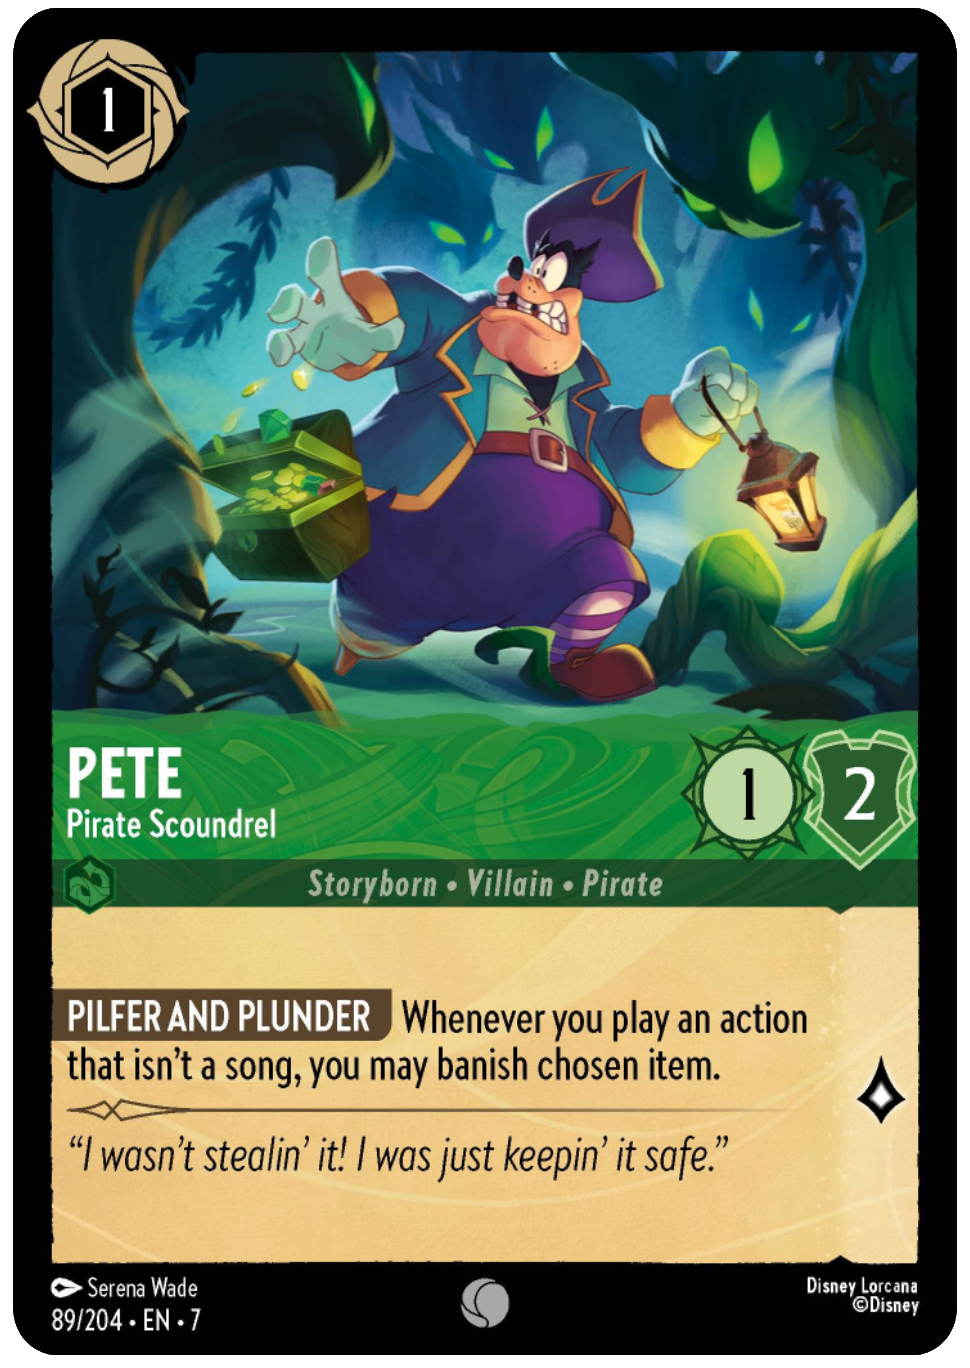 1
PETE
Pirate Scoundrel
1
2
Storyborn • Villain • Pirate
PILFER AND PLUNDER Whenever you play an action
that isn't a song, you may banish chosen item.
“I wasn't stealin' it! I was just keepin' it safe.”
Serena Wade
89/204 • EN • 7
Disney Lorcana
©Disney